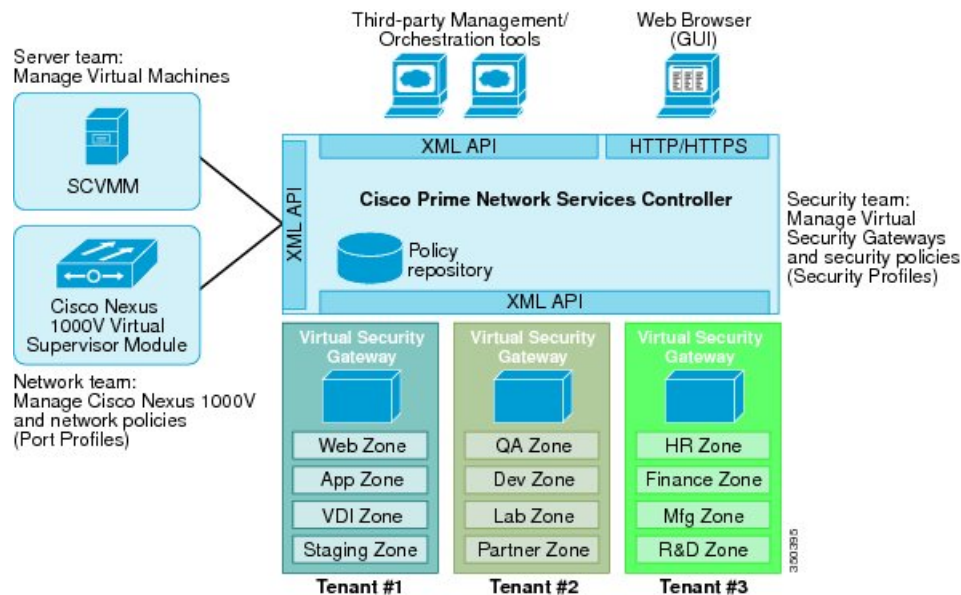 Third-party Management/
Orchestration tools
Web Browser
(GUI)
Server team:
Manage Virtual Machines
SCVMM
XML API
HTTP/HTTPS
XML API
Cisco Prime Network Services Controller
Policy
repository
XML API
Security team:
Manage Virtual
Security Gateways
and security policies
(Security Profiles)
Cisco Nexus
1000V Virtual
Supervisor Module
Network team:
Manage Cisco Nexus 1000V
and network policies
(Port Profiles)
Virtual Security
Gateway
Web Zone
App Zone
VDI Zone
Staging Zone
Tenant #1
Virtual Security
Gateway
QA Zone
Dev Zone
Lab Zone
Partner Zone
Tenant #2
Virtual Security
Gateway
HR Zone
Finance Zone
Mfg Zone
R&D Zone
Tenant #3
350395